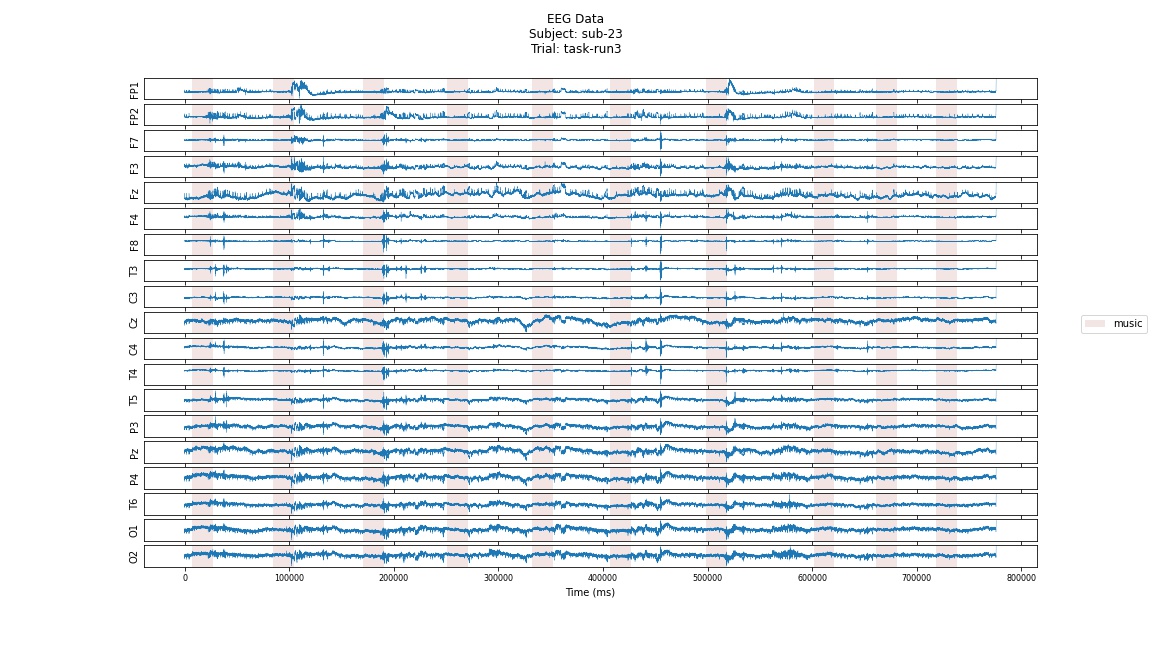 EEG Data
Subject: sub-23
Trial: task-run3
FP1
FP2
F7
F3
Fz
F4
F8
T3
C3
Cz
C4
T4
T5
P3
Pz
P4
T6
O1
O2
music
0 100000 200000 300000 400000 500000 600000 700000 800000
Time (ms)